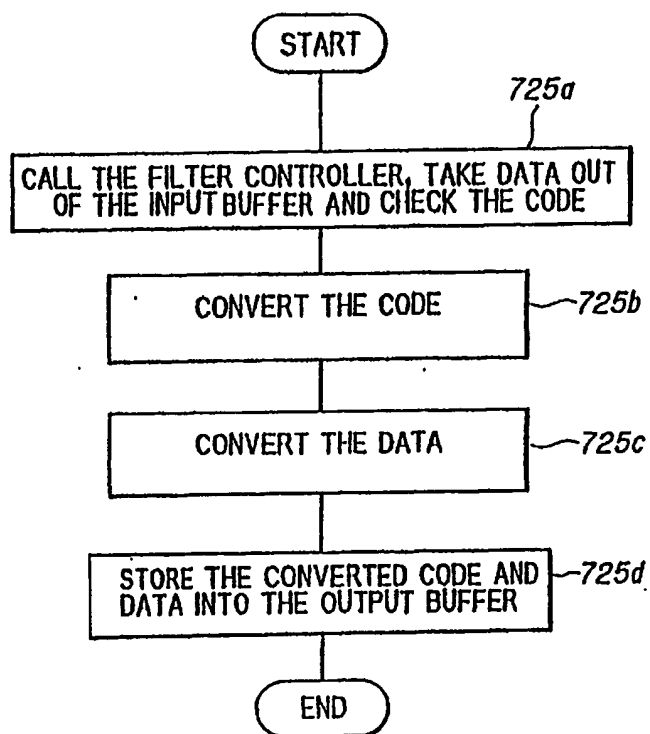 START
725a
CALL THE FILTER CONTROLLER, TAKE DATA OUT
OF THE INPUT BUFFER AND CHECK THE CODE
CONVERT THE CODE
725b
CONVERT THE DATA
725c
STORE THE CONVERTED CODE AND
DATA INTO THE OUTPUT BUFFER
725d
END